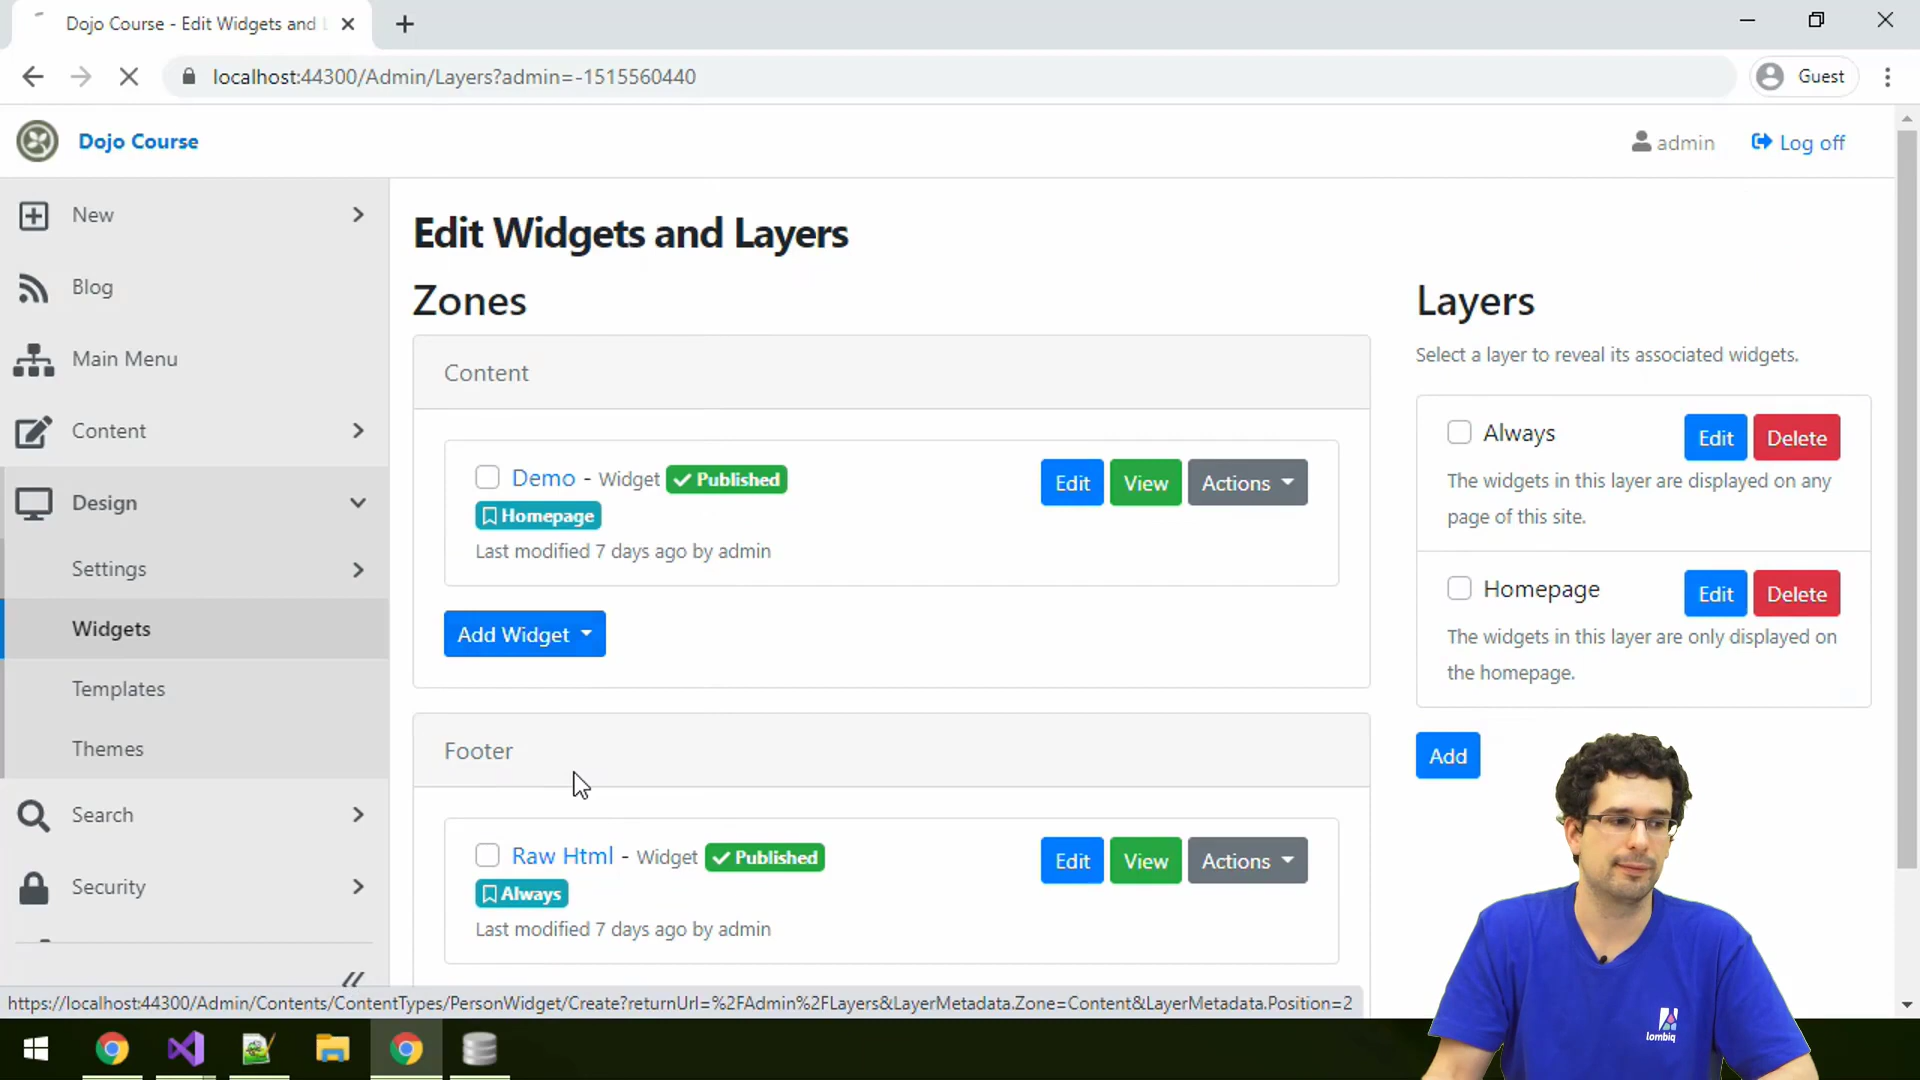 Dojo Course - Edit Widgets and
localhost:44300/Admin/Layers?admin=-1515560440
Guest
Dojo Course
admin
Log off
New
Blog
Main Menu
Content
Design
Settings
Widgets
Templates
Themes
Search
Security
Edit Widgets and Layers
Zones
Content
Demo - Widget Published
Homepage
Last modified 7 days ago by admin
Edit View Actions
Add Widget
Footer
Raw Html - Widget Published
Always
Last modified 7 days ago by admin
Edit View Actions
Layers
Select a layer to reveal its associated widgets.
Always Edit Delete
The widgets in this layer are displayed on any
page of this site.
Homepage Edit Delete
The widgets in this layer are only displayed on
the homepage.
Add
https://localhost:44300/Admin/Contents/ContentTypes/PersonWidget/Create?returnUrl=%2FAdmin%2FLayers&LayerMetadata.Zone=Content&LayerMetadata.Position=2
lombiq